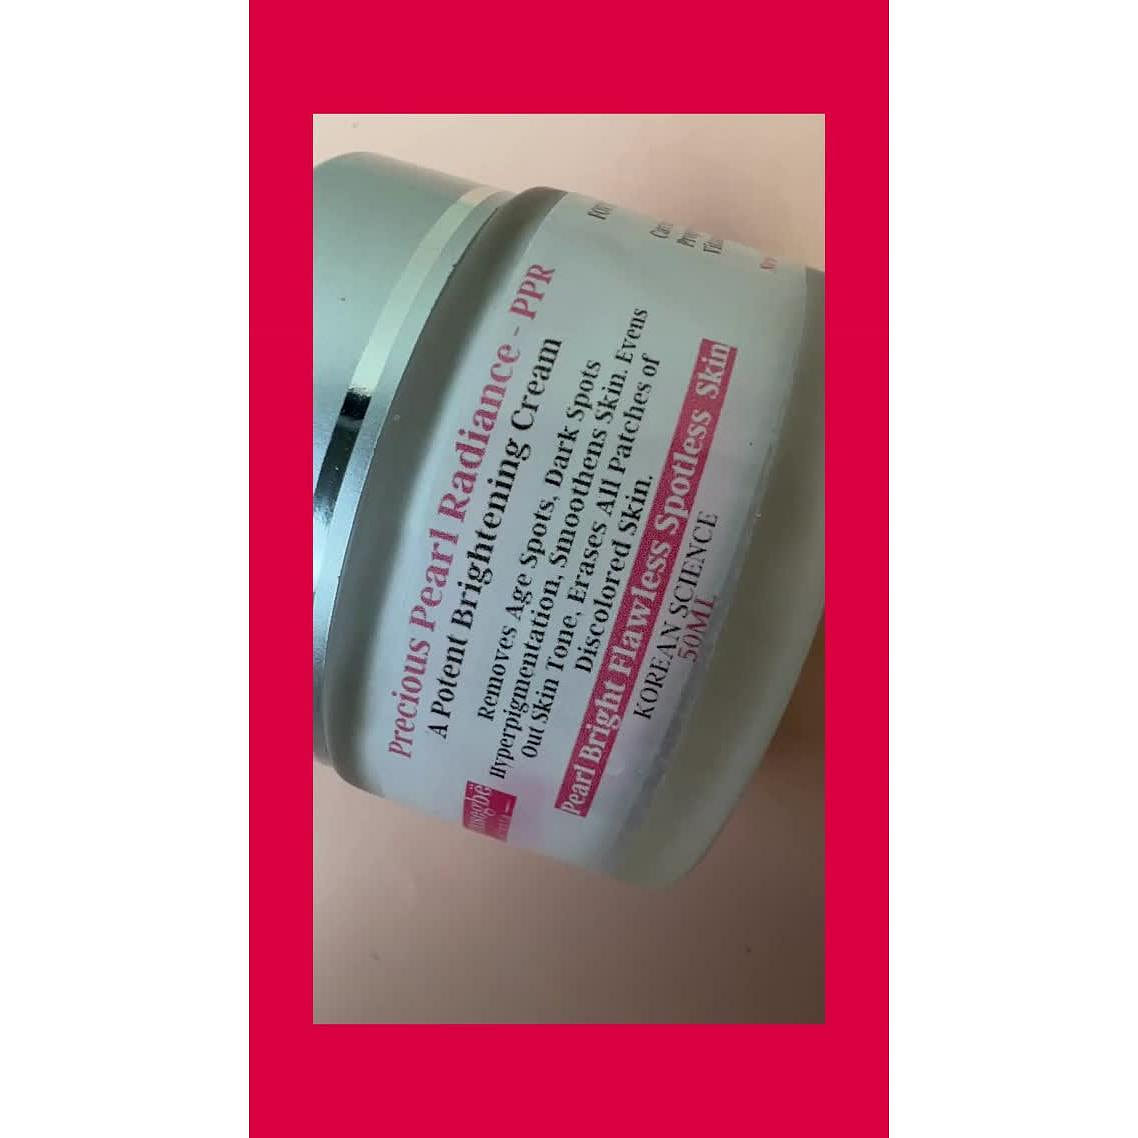 Precious Pearl Radiance - PPR
A Potent Brightening Cream
Removes Age Spots, Dark Spots
Hyperpigmentation, Smoothens Skin. Evens
Out Skin Tone, Erases All Patches of
Discolored Skin.
Pearl Bright Flawless Spotless Skin
KOREAN SCIENCE
50ML